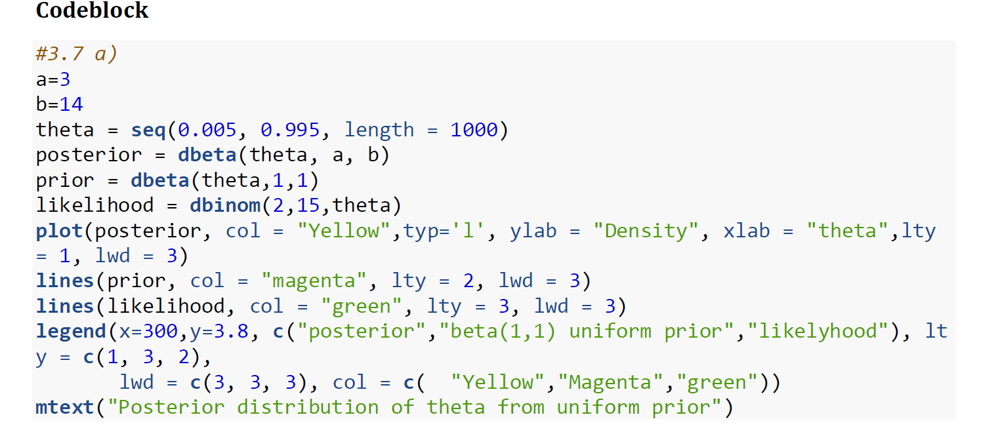 Codeblock
#3.7 a)
a=3
b=14
theta = seq(0.005, 0.995, length = 1000)
posterior = dbeta(theta, a, b)
prior = dbeta(theta,1,1)
likelihood = dbinom(2,15,theta)
plot(posterior, col = "Yellow",typ='l', ylab = "Density", xlab = "theta",lty
= 1, lwd = 3)
lines(prior, col = "magenta", lty = 2, lwd = 3)
lines(likelihood, col = "green", lty = 3, lwd = 3)
legend(x=300,y=3.8, c("posterior","beta(1,1) uniform prior","likelyhood"), lt
y = c(1, 3, 2),
       lwd = c(3, 3, 3), col = c(  "Yellow","Magenta","green"))
mtext("Posterior distribution of theta from uniform prior")